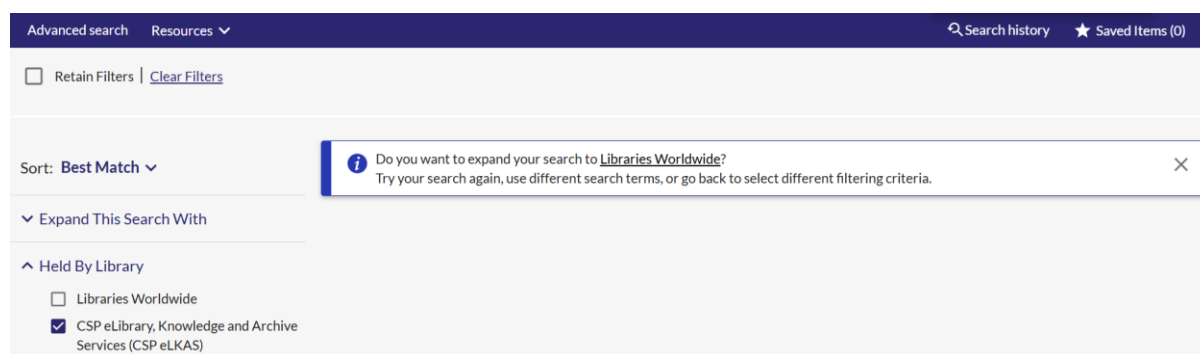 Advanced search Resources
Search history Saved Items (0)
Retain Filters | Clear Filters
Sort: Best Match
Do you want to expand your search to Libraries Worldwide?
Try your search again, use different search terms, or go back to select different filtering criteria.
Expand This Search With
Held By Library
Libraries Worldwide
CSP eLibrary, Knowledge and Archive
Services (CSP eLKAS)